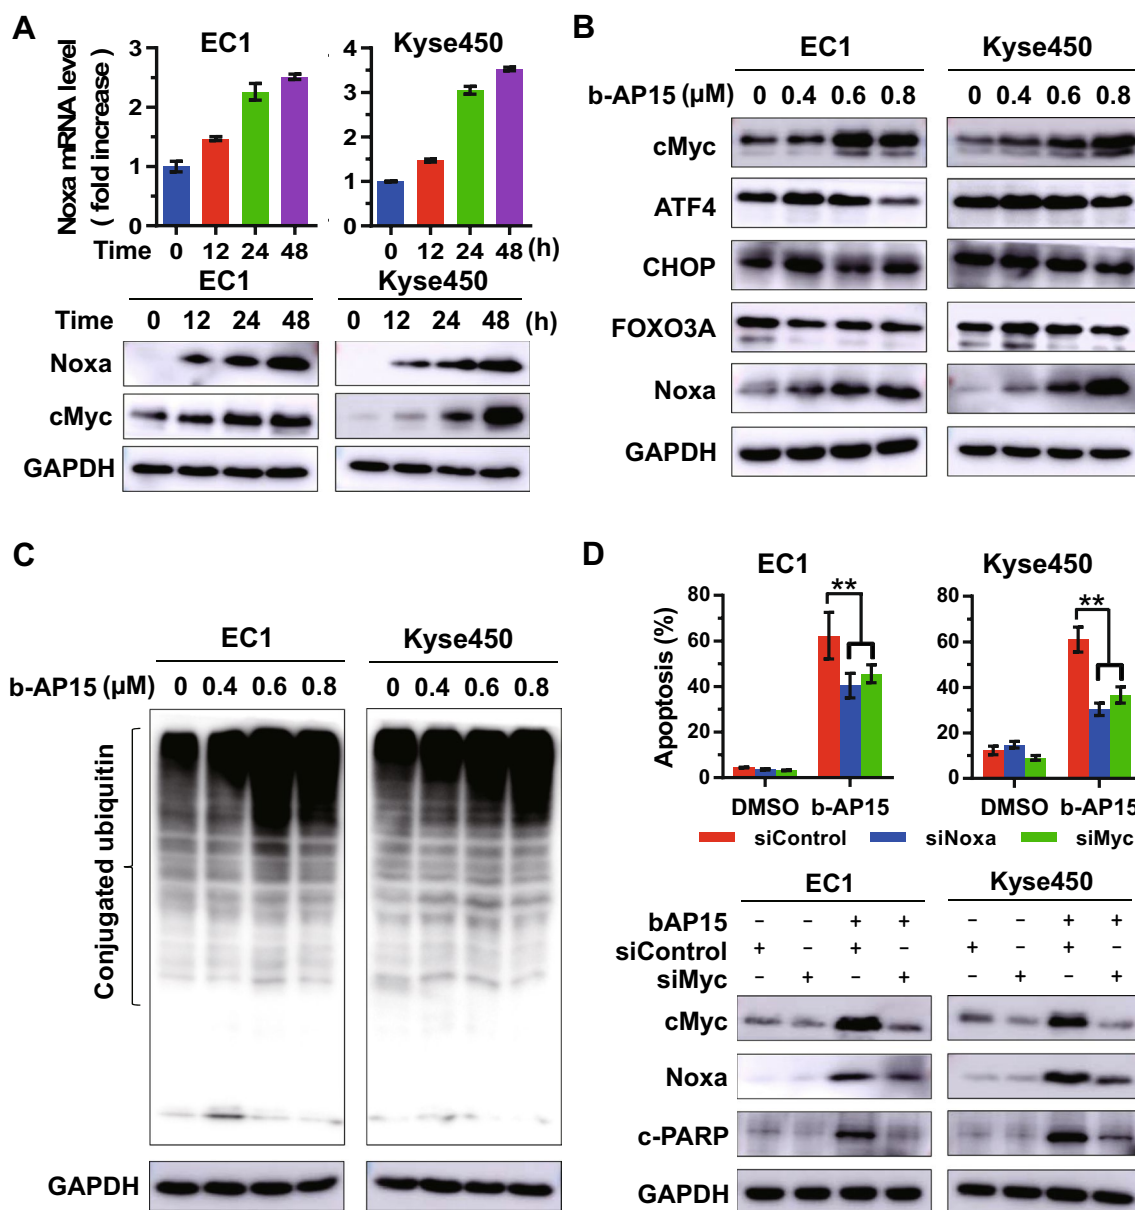 A
EC1
Kyse450
Noxa mRNA level
( fold increase )
3
2
1
0
4
3
2
1
0
Time 0 12 24 48 0 12 24 48 (h)
EC1 Kyse450
Time 0 12 24 48 0 12 24 48 (h)
Noxa
cMyc
GAPDH
B
EC1 Kyse450
b-AP15 (µM) 0 0.4 0.6 0.8 0 0.4 0.6 0.8
cMyc
ATF4
CHOP
FOXO3A
Noxa
GAPDH
C
EC1 Kyse450
b-AP15 (µM) 0 0.4 0.6 0.8 0 0.4 0.6 0.8
Conjugated ubiquitin
GAPDH
D
EC1 Kyse450
Apoptosis (%)
80
60
40
20
0
**
80
60
40
20
0
**
DMSO b-AP15 DMSO b-AP15
siControl siNoxa siMyc
EC1 Kyse450
bAP15 – – + + – – + +
siControl + – + – + – + –
siMyc – + – + – + – +
cMyc
Noxa
c-PARP
GAPDH